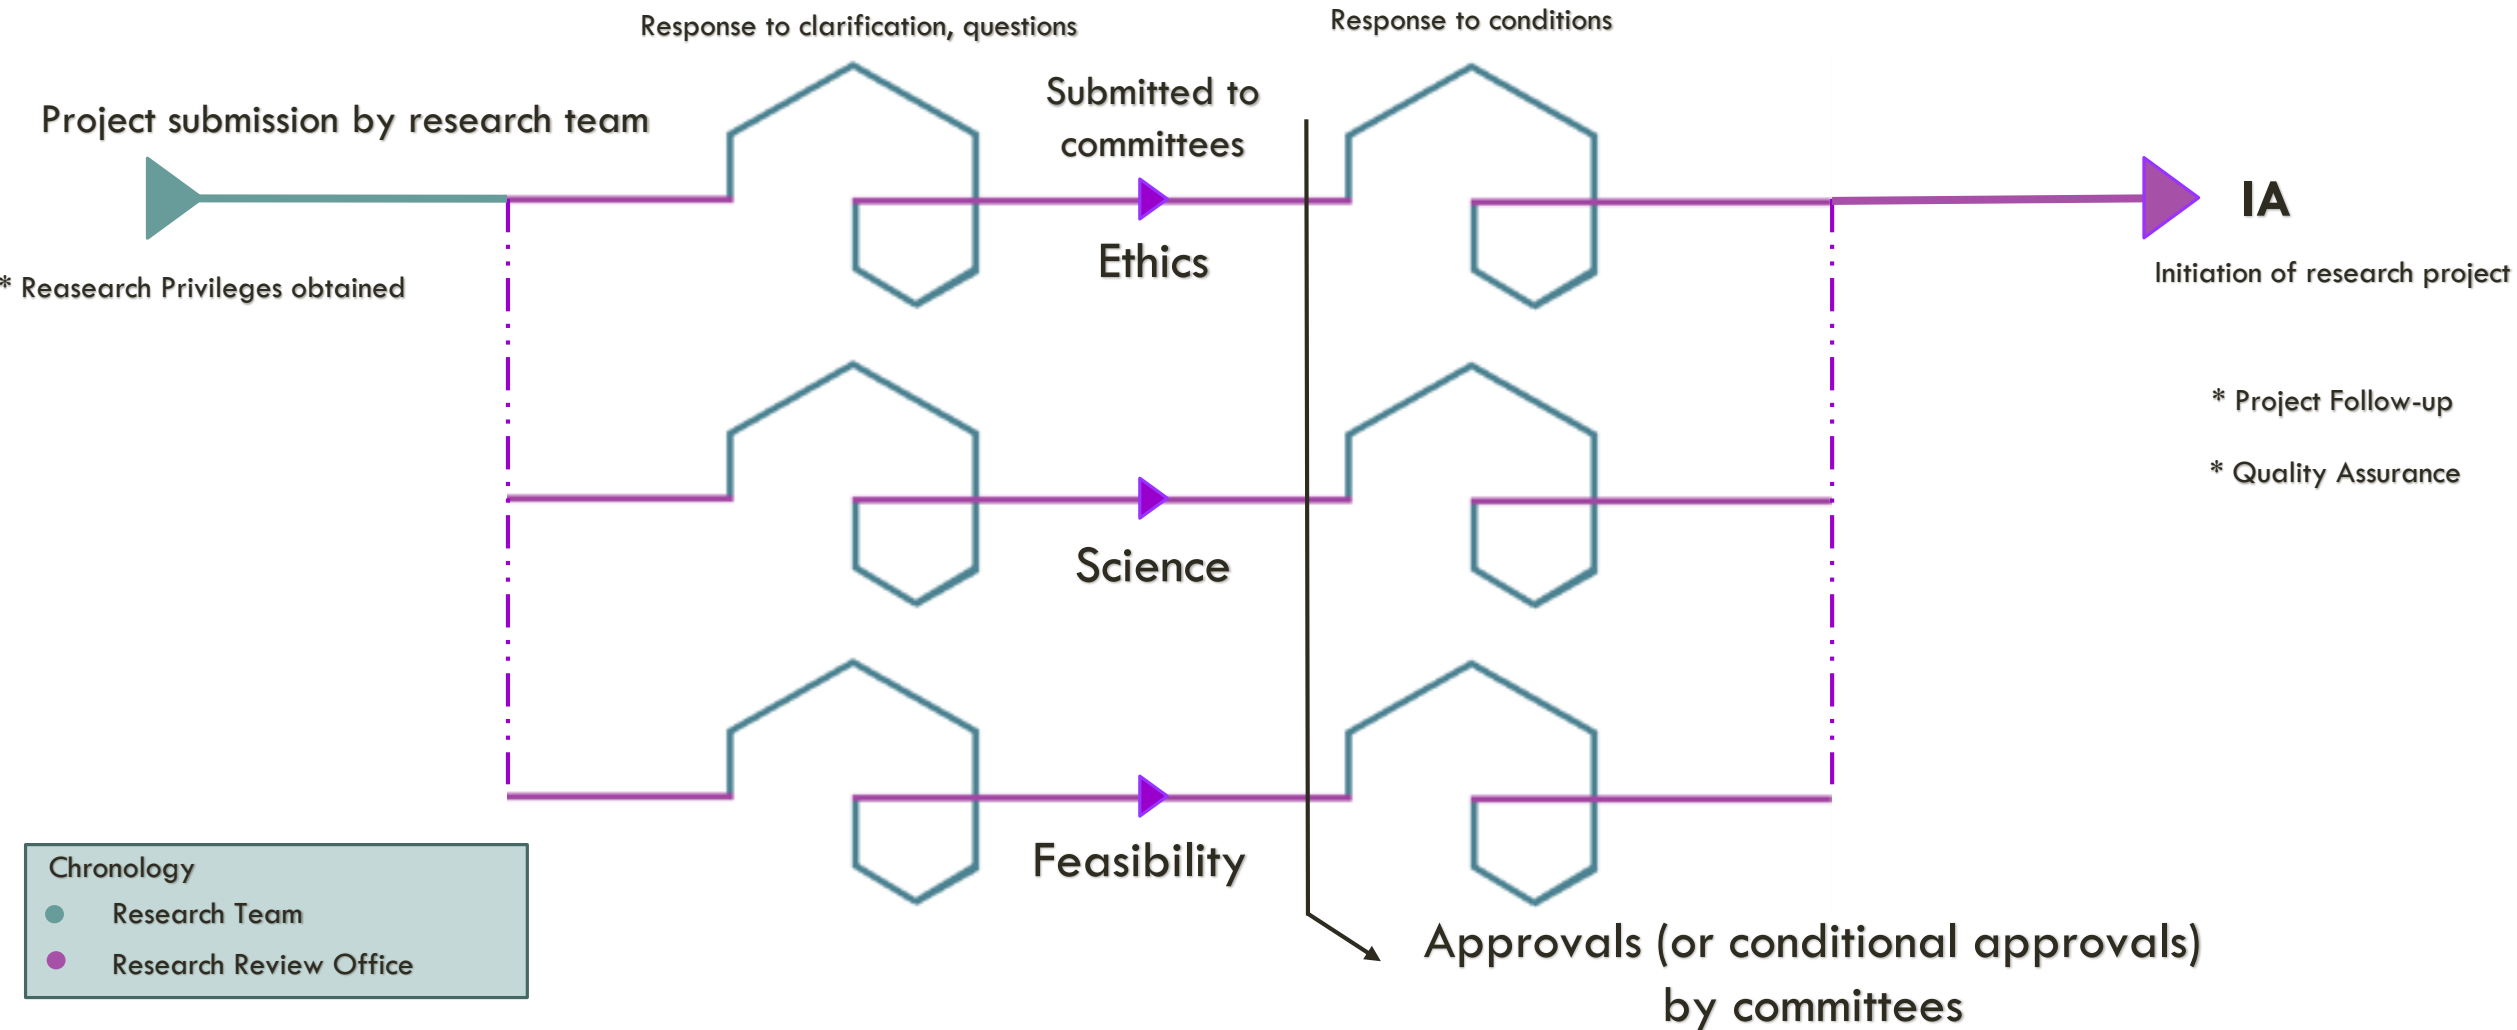 Response to clarification, questions
Response to conditions
Project submission by research team
Submitted to
committees
IA
* Reasearch Privileges obtained
Ethics
Initiation of research project
* Project Follow-up
* Quality Assurance
Science
Feasibility
Chronology
Research Team
Research Review Office
Approvals (or conditional approvals)
by committees